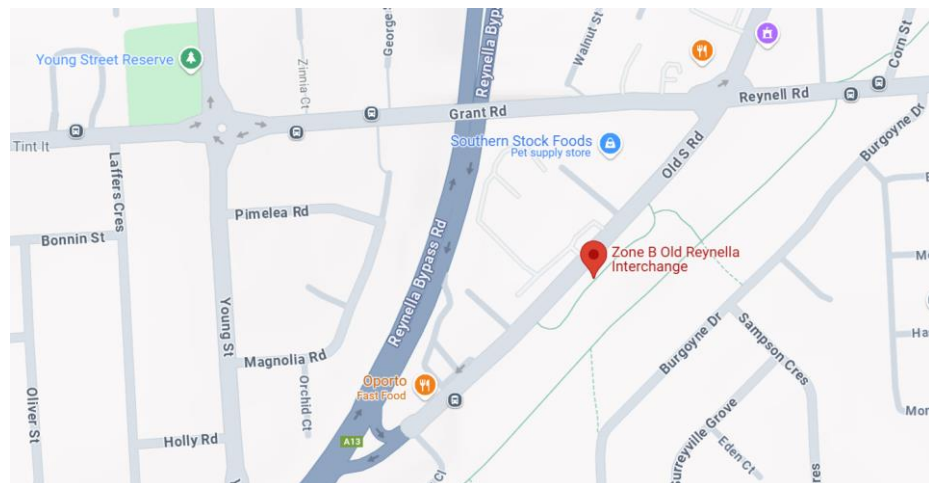 Young Street Reserve
Zinnia Ct
George
Reynella Bypass
Walnut St
Corn St
Reynell Rd
Grant Rd
Tint It
Laffers Cres
Southern Stock Foods
Pet supply store
Old S Rd
Burgoyne Dr
Pimelea Rd
Bonnin St
Reynella Bypass Rd
Zone B Old Reynella
Interchange
Young St
Magnolia Rd
Burgoyne Dr
Sampson Cres
Oporto
Fast Food
Orchid Ct
Oliver St
Holly Rd
A13
Surreyville Grove
Eden Ct